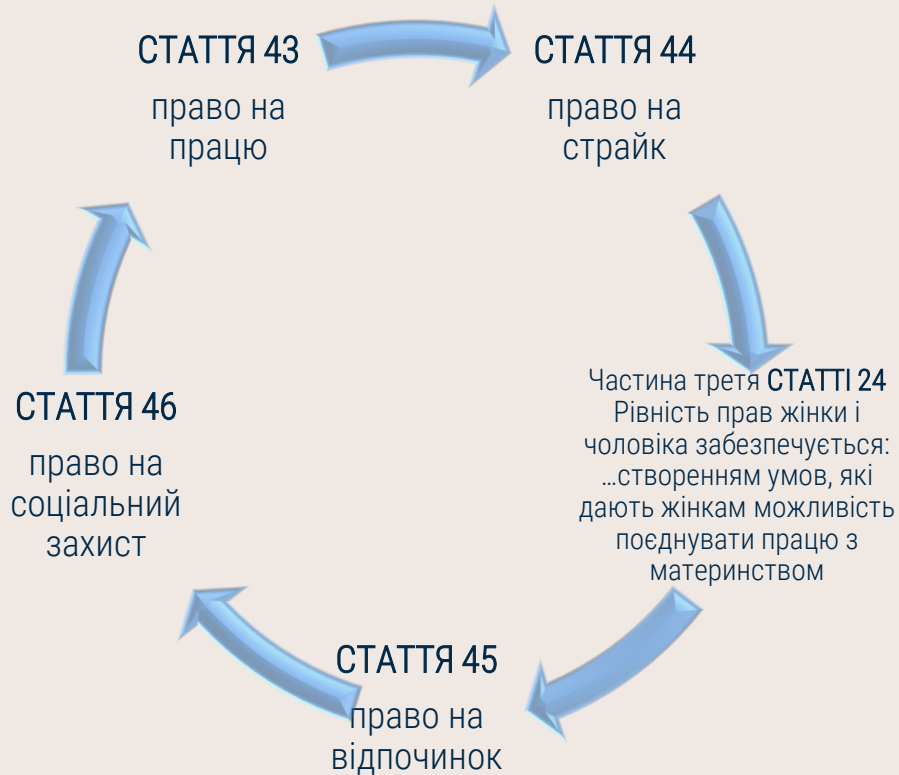 СТАТТЯ 43
право на
працю
СТАТТЯ 44
право на
страйк
Частина третя СТАТТІ 24
Рівність прав жінки і
чоловіка забезпечується:
...створенням умов, які
дають жінкам можливість
поєднувати працю з
материнством
СТАТТЯ 45
право на
відпочинок
СТАТТЯ 46
право на
соціальний
захист